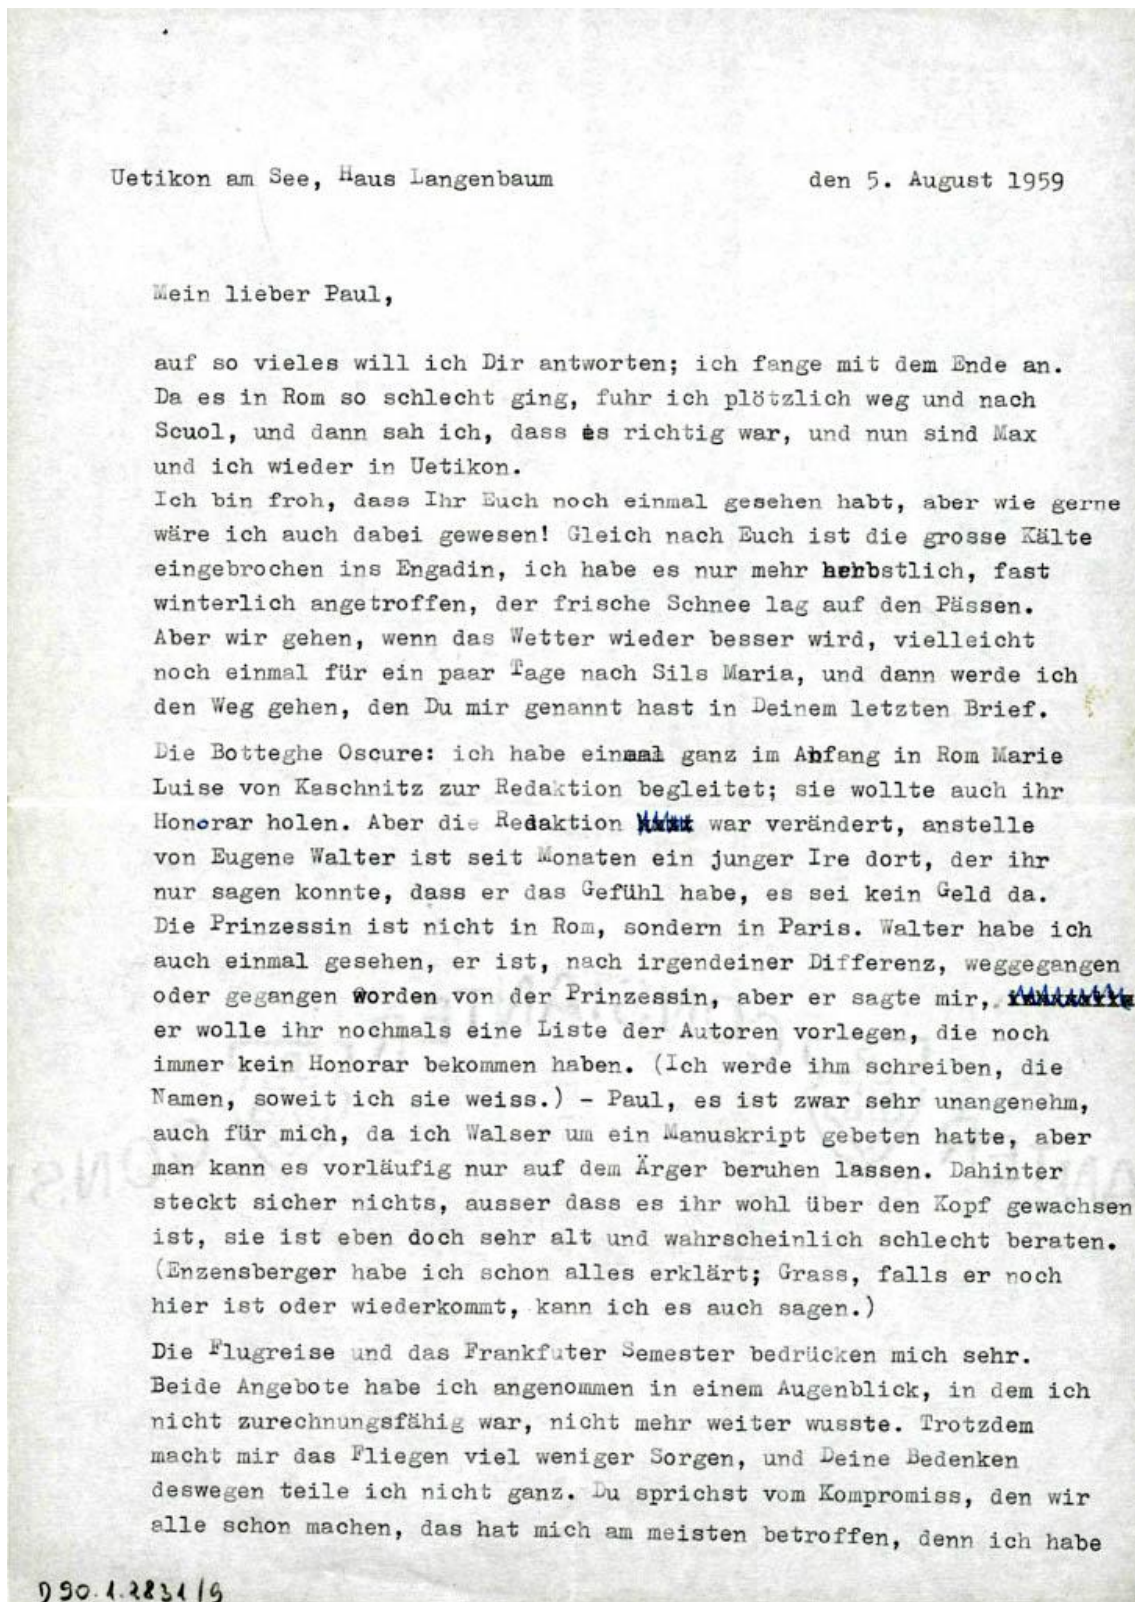 Uetikon am See, Haus Langenbaum den 5. August 1959
Mein lieber Paul,
auf so vieles will ich Dir antworten; ich fange mit dem Ende an.
Da es in Rom so schlecht ging, fuhr ich plötzlich weg und nach
Scuol, und dann sah ich, dass es richtig war, und nun sind Max
und ich wieder in Uetikon.
Ich bin froh, dass Ihr Euch noch einmal gesehen habt, aber wie gerne
wäre ich auch dabei gewesen! Gleich nach Euch ist die grosse Kälte
eingebrochen ins Engadin, ich habe es nur mehr herbstlich, fast
winterlich angetroffen, der frische Schnee lag auf den Pässen.
Aber wir gehen, wenn das Wetter wieder besser wird, vielleicht
noch einmal für ein paar Tage nach Sils Maria, und dann werde ich
den Weg gehen, den Du mir genannt hast in Deinem letzten Brief.
Die Botteghe Oscure: ich habe einmal ganz im Anfang in Rom Marie
Luise von Kaschnitz zur Redaktion begleitet; sie wollte auch ihr
Honorar holen. Aber die Redaktion war verändert, anstelle
von Eugene Walter ist seit Monaten ein junger Ire dort, der ihr
nur sagen konnte, dass er das Gefühl habe, es sei kein Geld da.
Die Prinzessin ist nicht in Rom, sondern in Paris. Walter habe ich
auch einmal gesehen, er ist, nach irgendeiner Differenz, weggegangen
oder gegangen worden von der Prinzessin, aber er sagte mir,
er wolle ihr nochmals eine Liste der Autoren vorlegen, die noch
immer kein Honorar bekommen haben. (Ich werde ihm schreiben, die
Namen, soweit ich sie weiss.) - Paul, es ist zwar sehr unangenehm,
auch für mich, da ich Walser um ein Manuskript gebeten hatte, aber
man kann es vorläufig nur auf dem Ärger beruhen lassen. Dahinter
steckt sicher nichts, ausser dass es ihr wohl über den Kopf gewachsen
ist, sie ist eben doch sehr alt und wahrscheinlich schlecht beraten.
(Enzensberger habe ich schon alles erklärt; Grass, falls er noch
hier ist oder wiederkommt, kann ich es auch sagen.)
Die Flugreise und das Frankfuter Semester bedrücken mich sehr.
Beide Angebote habe ich angenommen in einem Augenblick, in dem ich
nicht zurechnungsfähig war, nicht mehr weiter wusste. Trotzdem
macht mir das Fliegen viel weniger Sorgen, und Deine Bedenken
deswegen teile ich nicht ganz. Du sprichst vom Kompromiss, den wir
alle schon machen, das hat mich am meisten betroffen, denn ich habe
D 90.1.2831/9